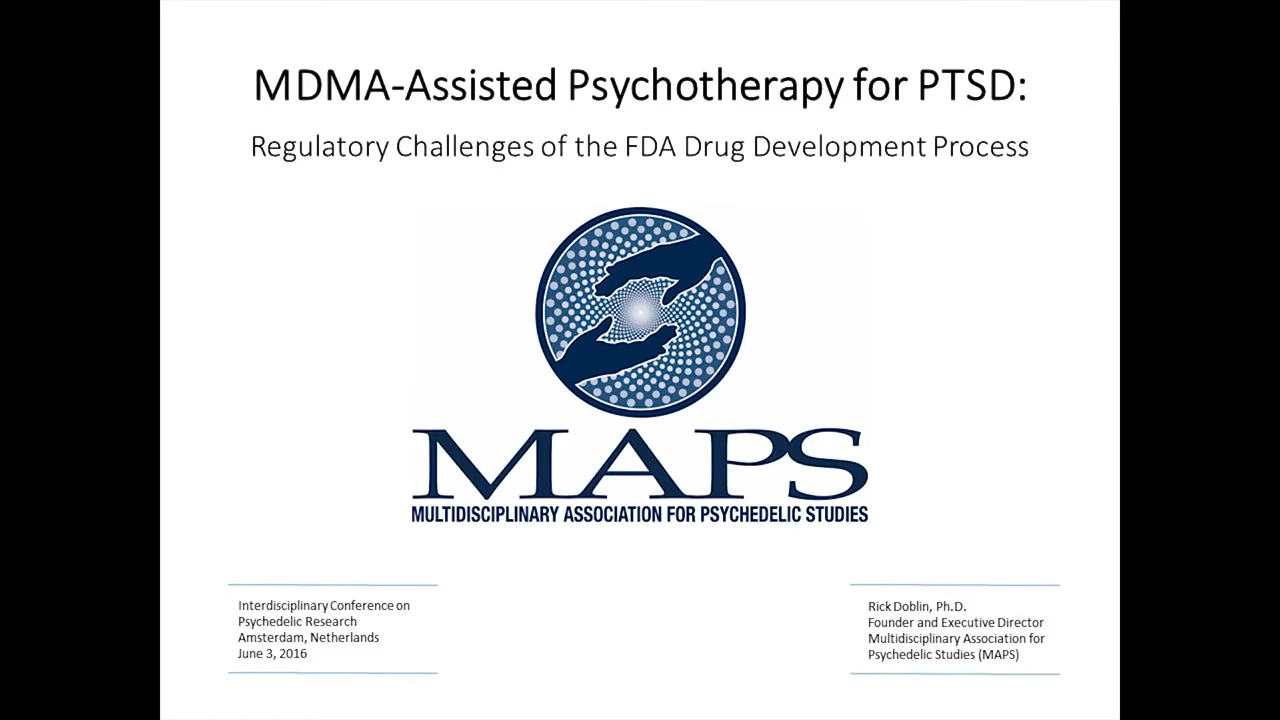 MDMA-Assisted Psychotherapy for PTSD:
Regulatory Challenges of the FDA Drug Development Process
MAPS
MULTIDISCIPLINARY ASSOCIATION FOR PSYCHEDELIC STUDIES
Interdisciplinary Conference on
Psychedelic Research
Amsterdam, Netherlands
June 3, 2016
Rick Doblin, Ph.D.
Founder and Executive Director
Multidisciplinary Association for
Psychedelic Studies (MAPS)